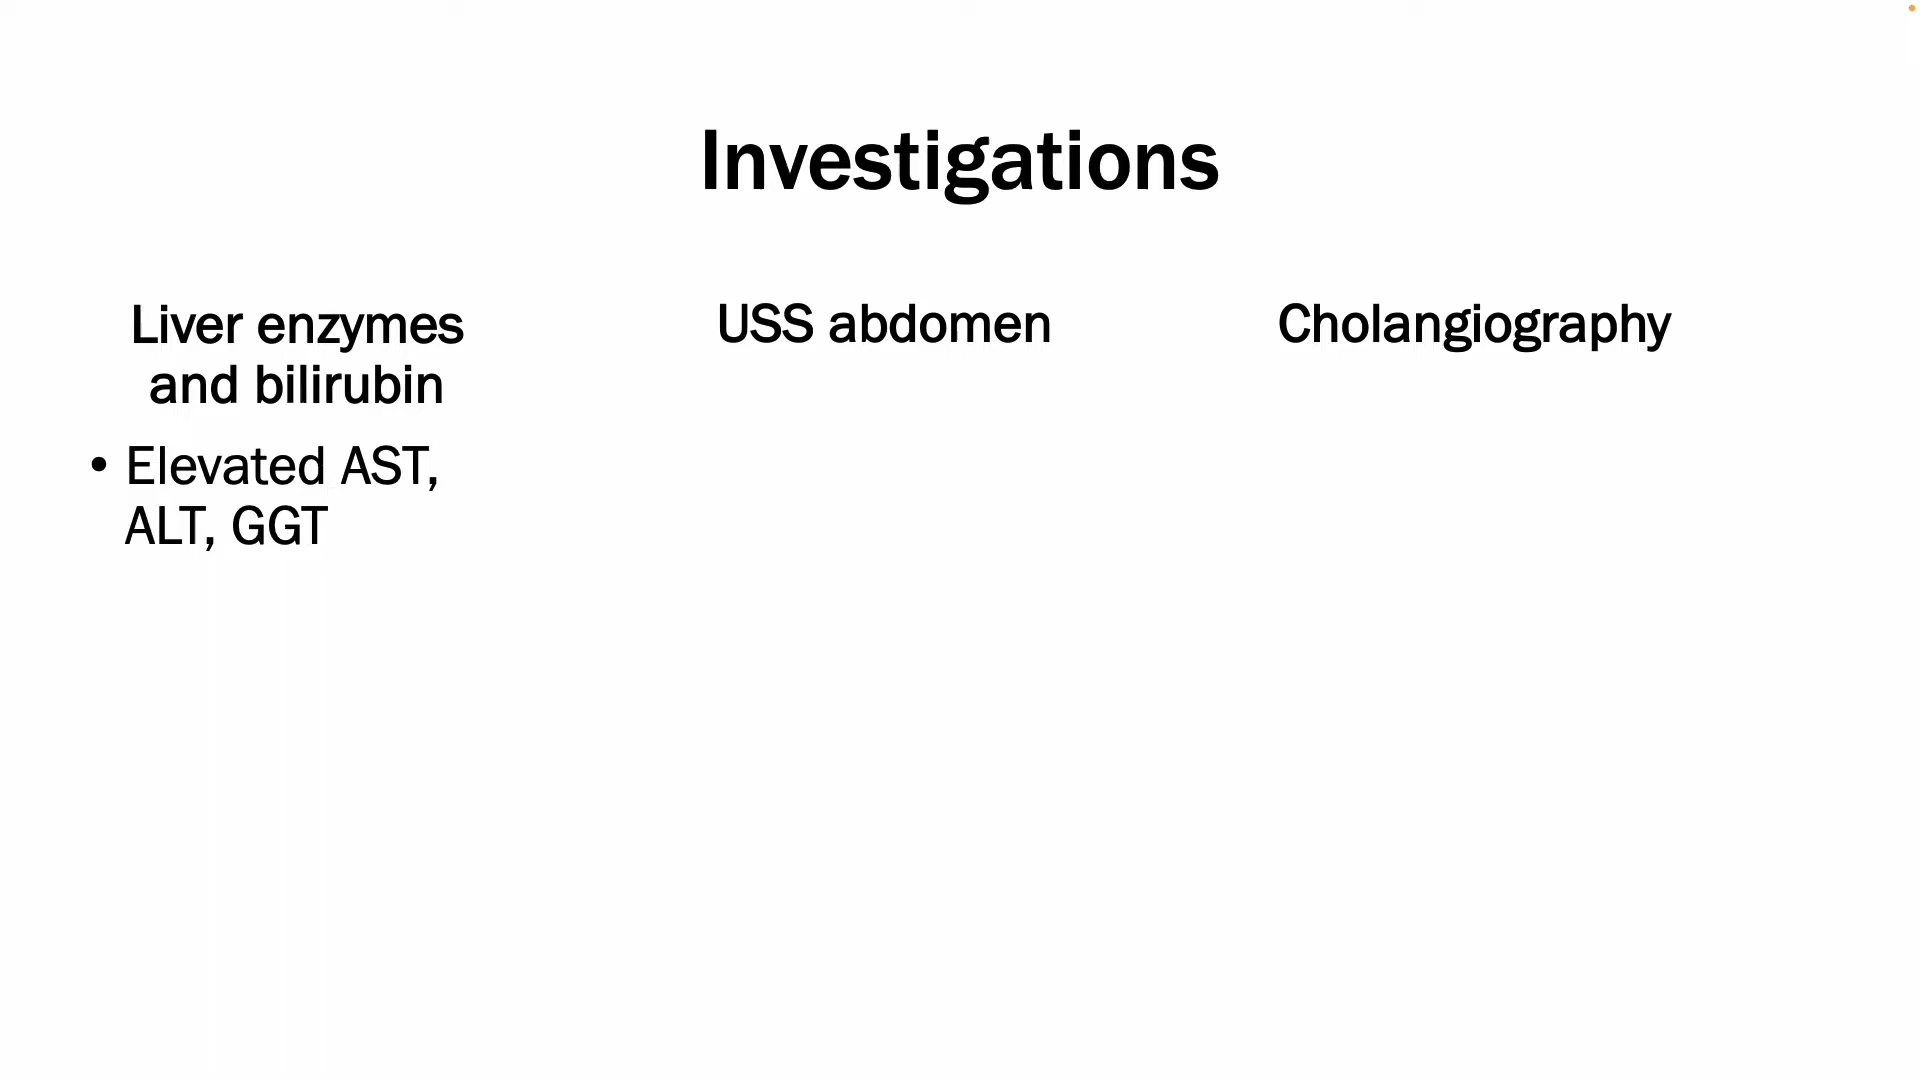 Investigations
Liver enzymes
and bilirubin
• Elevated AST,
ALT, GGT
USS abdomen
Cholangiography